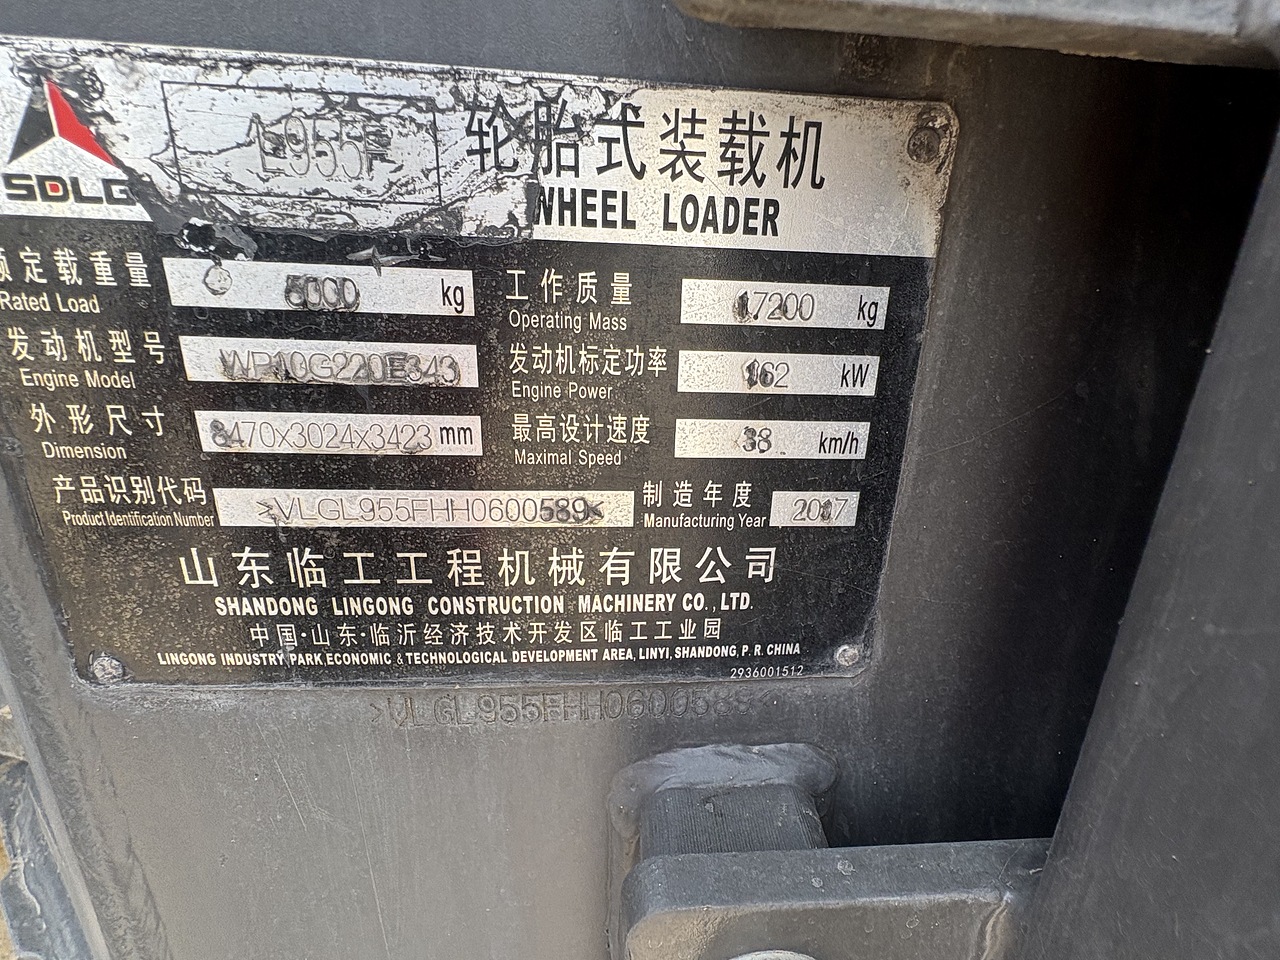 SDLG
L955F
轮胎式装载机
WHEEL LOADER
额定载重量 5000 kg 工作质量 17200 kg
Rated Load Operating Mass
发动机型号 WP10G220E343 发动机标定功率 162 kW
Engine Model Engine Power
外形尺寸 8470x3024x3423 mm 最高设计速度 38 km/h
Dimension Maximal Speed
产品识别代码 >VLGL955FHH0600589< 制造年度 2017
Product Identification Number Manufacturing Year
山东临工工程机械有限公司
SHANDONG LINGONG CONSTRUCTION MACHINERY CO., LTD.
中国·山东·临沂经济技术开发区临工工业园
LINGONG INDUSTRY PARK,ECONOMIC & TECHNOLOGICAL DEVELOPMENT AREA, LINYI, SHANDONG, P. R. CHINA
2936001512
>VLGL955FHH0600589<